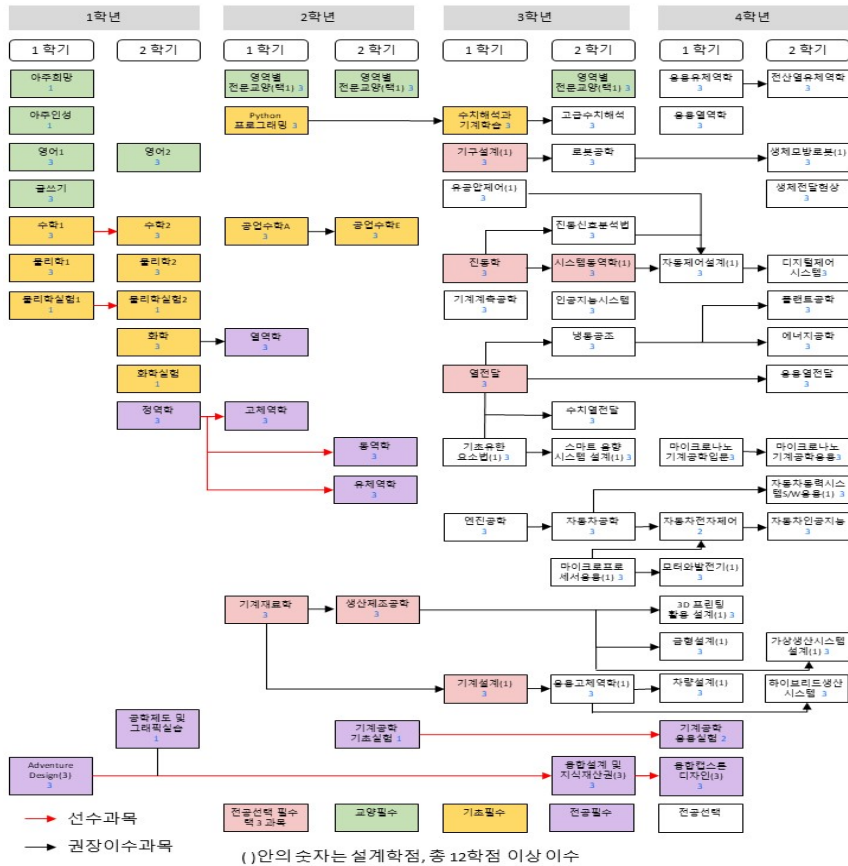 1학년
2학년
3학년
4학년
1 학기
2 학기
1 학기
2 학기
1 학기
2 학기
1 학기
2 학기
아주희망
1
영역별
전문교양(택1) 3
영역별
전문교양(택1) 3
영역별
전문교양(택1) 3
응용유체역학
3
전산열유체역학
3
아주인성
1
Python
프로그래밍 3
수치해석과
기계학습 3
고급수치해석
3
응용열역학
3
영어1
3
영어2
3
기구설계(1)
3
로봇공학
3
생체모방로봇(1)
3
글쓰기
3
유공압제어(1)
3
생체전달현상
3
수학1
3
수학2
3
공업수학A
3
공업수학E
3
진동신호분석법
3
물리학1
3
물리학2
3
진동학
3
시스템동역학(1)
3
자동제어설계(1)
3
디지털제어
시스템3
물리학실험1
1
물리학실험2
1
기계계측공학
3
인공지능시스템
3
플랜트공학
3
화학
3
열역학
3
냉동공조
3
에너지공학
3
화학실험
1
열전달
3
응용열전달
3
정역학
3
고체역학
3
수치열전달
3
동역학
3
기초유한
요소법(1) 3
스마트 음향
시스템 설계(1) 3
마이크로나노
기계공학입문3
마이크로나노
기계공학응용3
유체역학
3
자동차동력시스
템S/W응용(1) 3
엔진공학
3
자동차공학
3
자동차전자제어
2
자동차인공지능
3
마이크로프로
세서응용(1) 3
모터와발전기(1)
3
기계재료학
3
생산제조공학
3
3D 프린팅
활용 설계(1) 3
금형설계(1)
3
가상생산시스템
설계(1) 3
기계설계(1)
3
응용고체역학(1)
3
차량설계(1)
3
하이브리드생산
시스템 3
공학제도 및
그래픽실습
1
기계공학
기초실험 1
기계공학
응용실험 2
Adventure
Design(3)
3
융합설계 및
지식재산권(3)
3
융합캡스톤
디자인(3)
3
선수과목
권장이수과목
전공선택 필수
택 3 과목
교양필수
기초필수
전공필수
전공선택
( )안의 숫자는 설계학점, 총 12학점 이상 이수